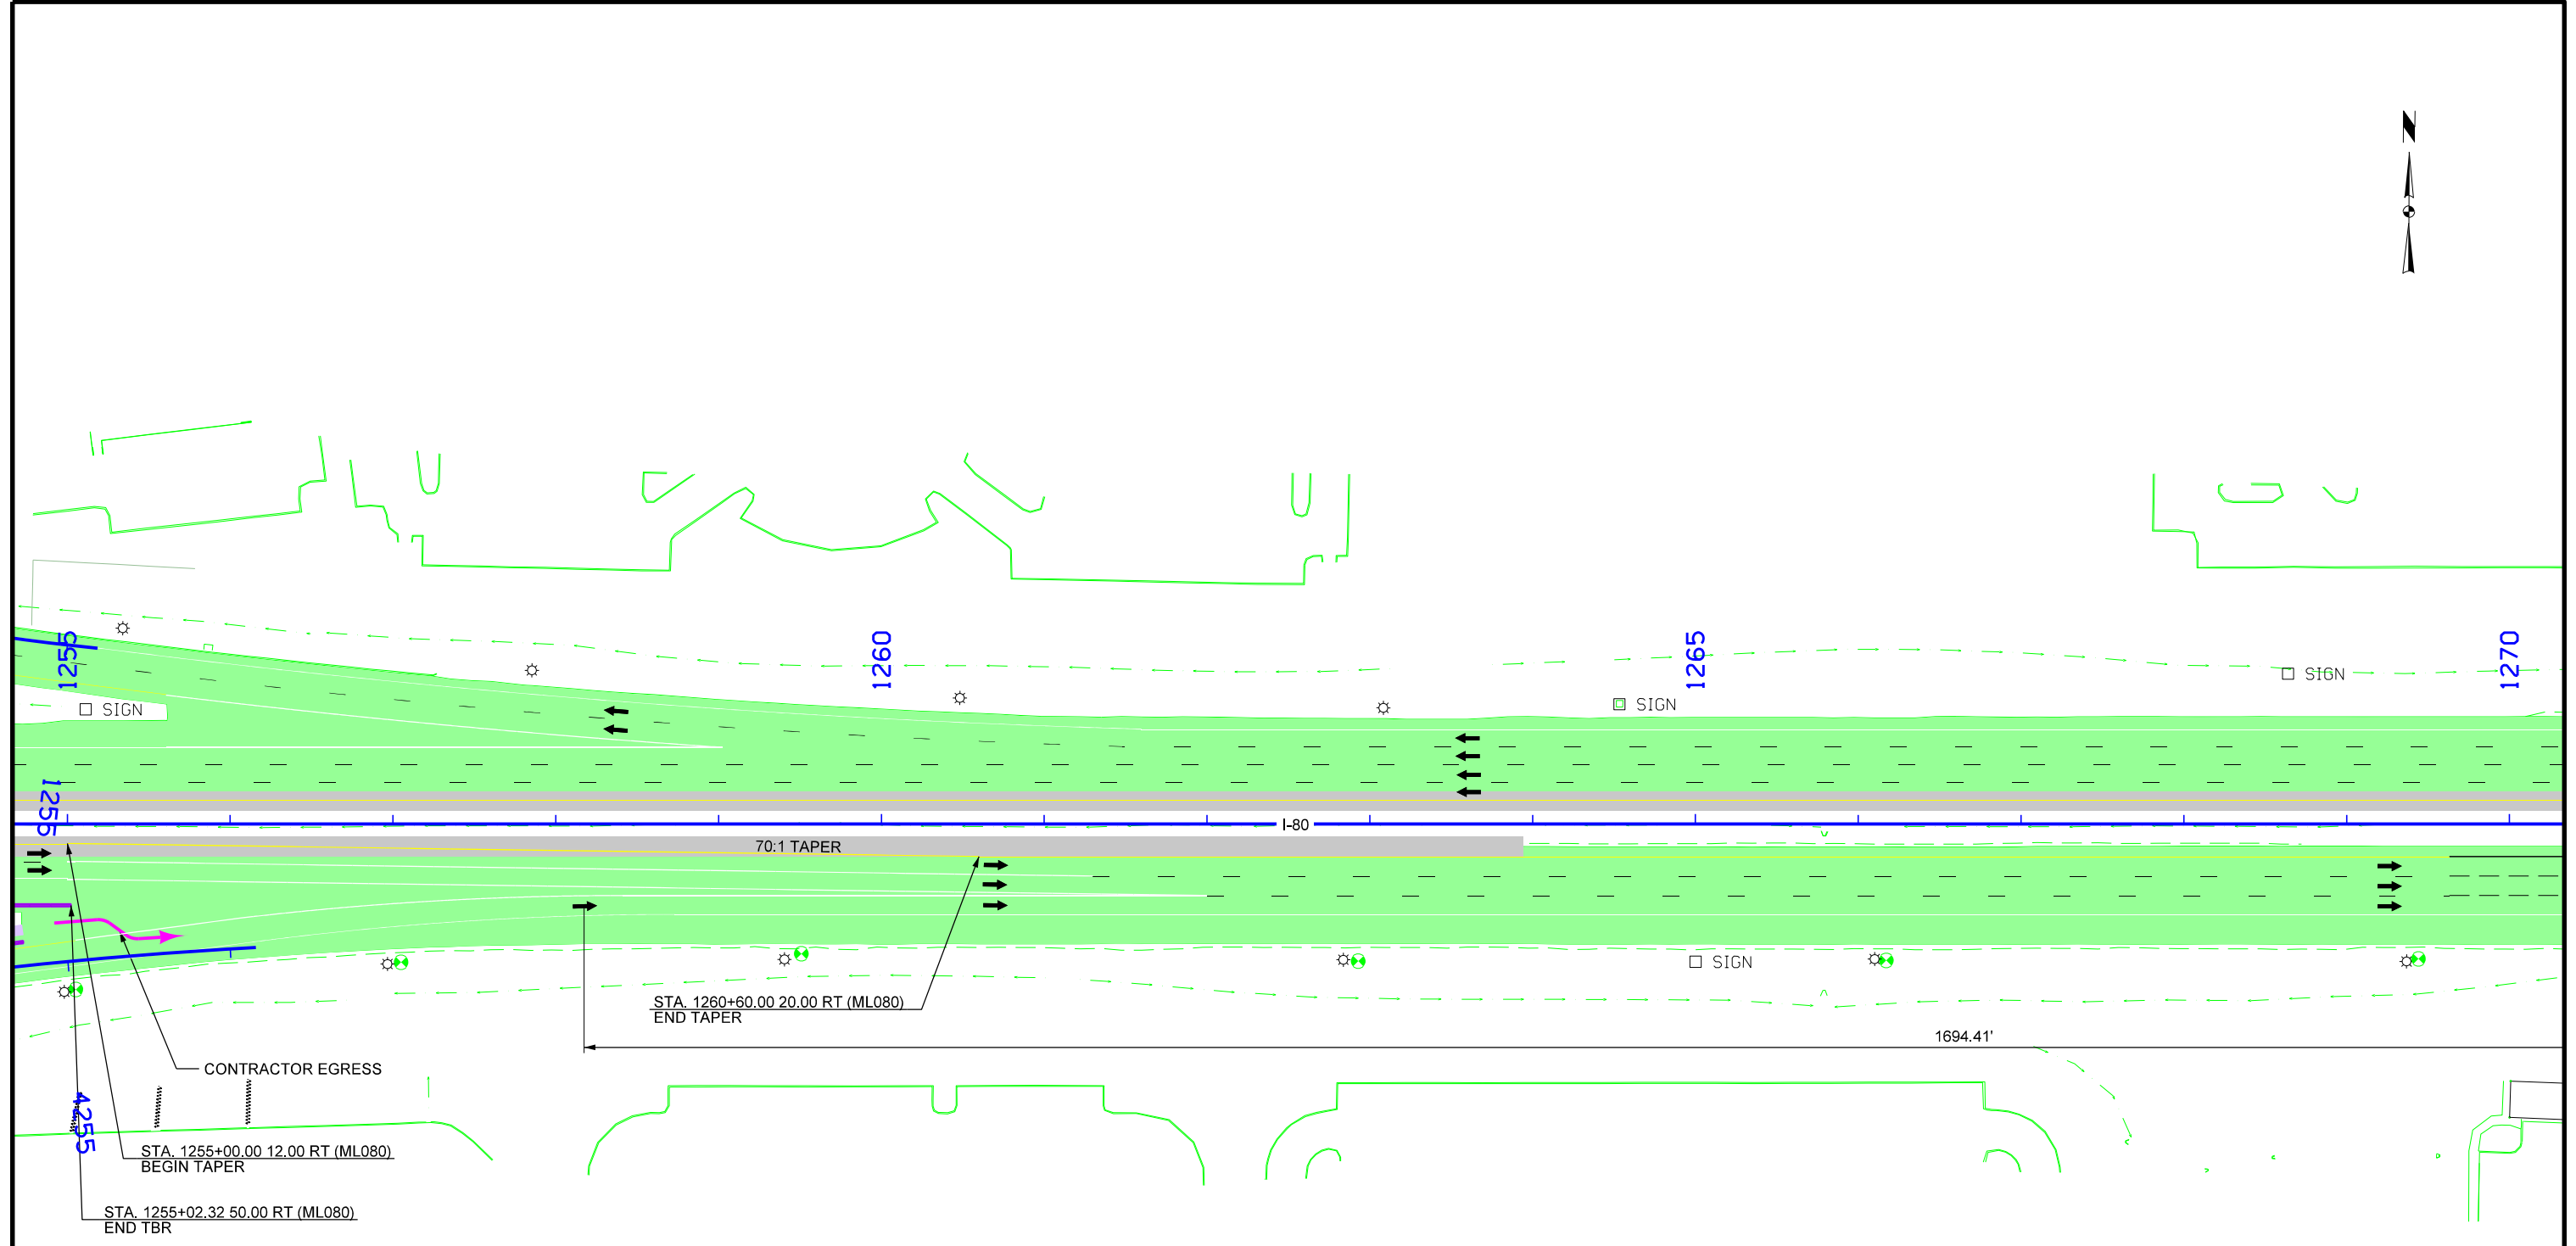 N
1255
1260
1265
1270
SIGN
SIGN
SIGN
1255
I-80
70:1 TAPER
SIGN
STA. 1260+60.00 20.00 RT (ML080)
END TAPER
1694.41'
CONTRACTOR EGRESS
4255
STA. 1255+00.00 12.00 RT (ML080)
BEGIN TAPER
STA. 1255+02.32 50.00 RT (ML080)
END TBR